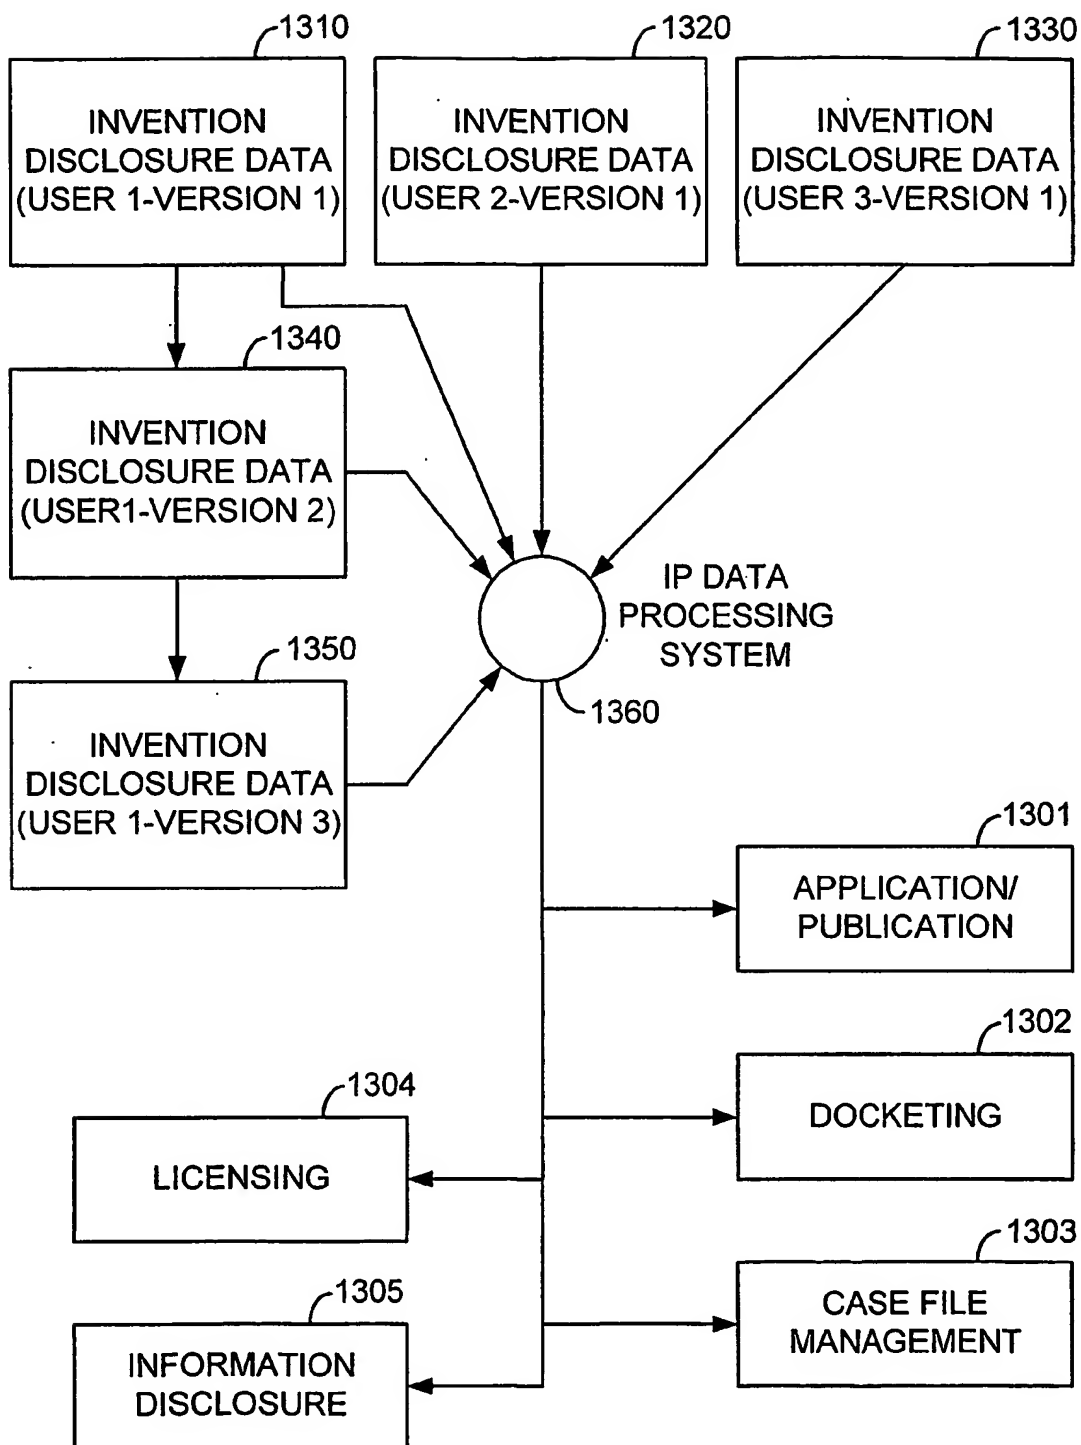 1310
1320
1330
INVENTION
DISCLOSURE DATA
(USER 1-VERSION 1)
INVENTION
DISCLOSURE DATA
(USER 2-VERSION 1)
INVENTION
DISCLOSURE DATA
(USER 3-VERSION 1)
1340
INVENTION
DISCLOSURE DATA
(USER1-VERSION 2)
IP DATA
PROCESSING
SYSTEM
1360
1350
INVENTION
DISCLOSURE DATA
(USER 1-VERSION 3)
1301
APPLICATION/
PUBLICATION
1302
DOCKETING
1304
LICENSING
1303
CASE FILE
MANAGEMENT
1305
INFORMATION
DISCLOSURE